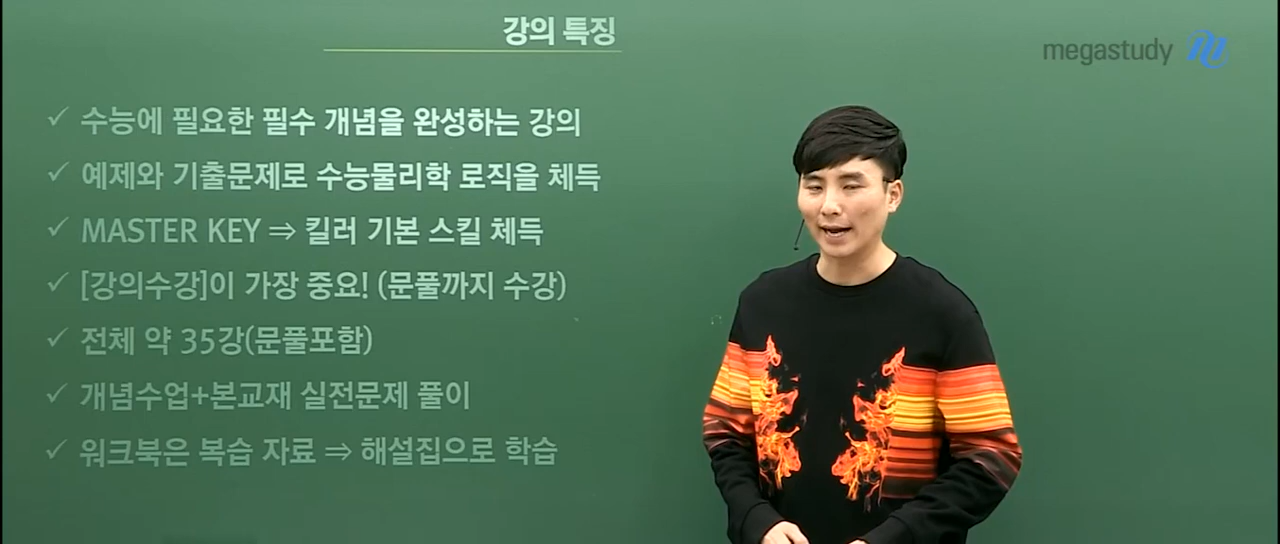 강의 특징
megastudy
✓ 수능에 필요한 필수 개념을 완성하는 강의
✓ 예제와 기출문제로 수능물리학 로직을 체득
✓ MASTER KEY ⇒ 킬러 기본 스킬 체득
✓ [강의수강]이 가장 중요! (문풀까지 수강)
✓ 전체 약 35강(문풀포함)
✓ 개념수업+본교재 실전문제 풀이
✓ 워크북은 복습 자료 ⇒ 해설집으로 학습